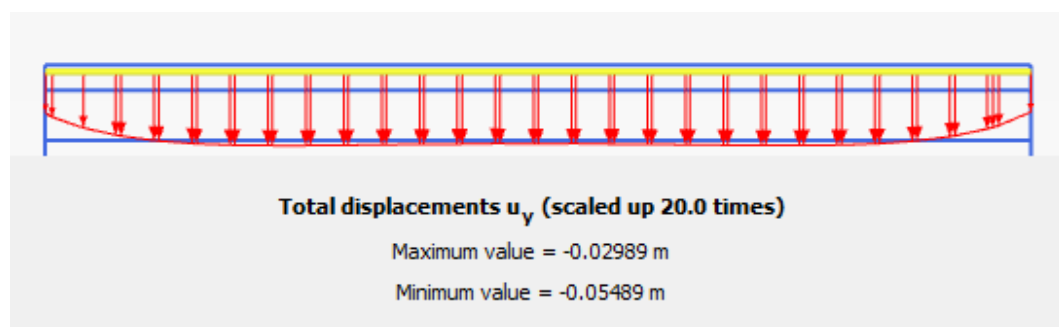 Total displacements uy (scaled up 20.0 times)
Maximum value = -0.02989 m
Minimum value = -0.05489 m